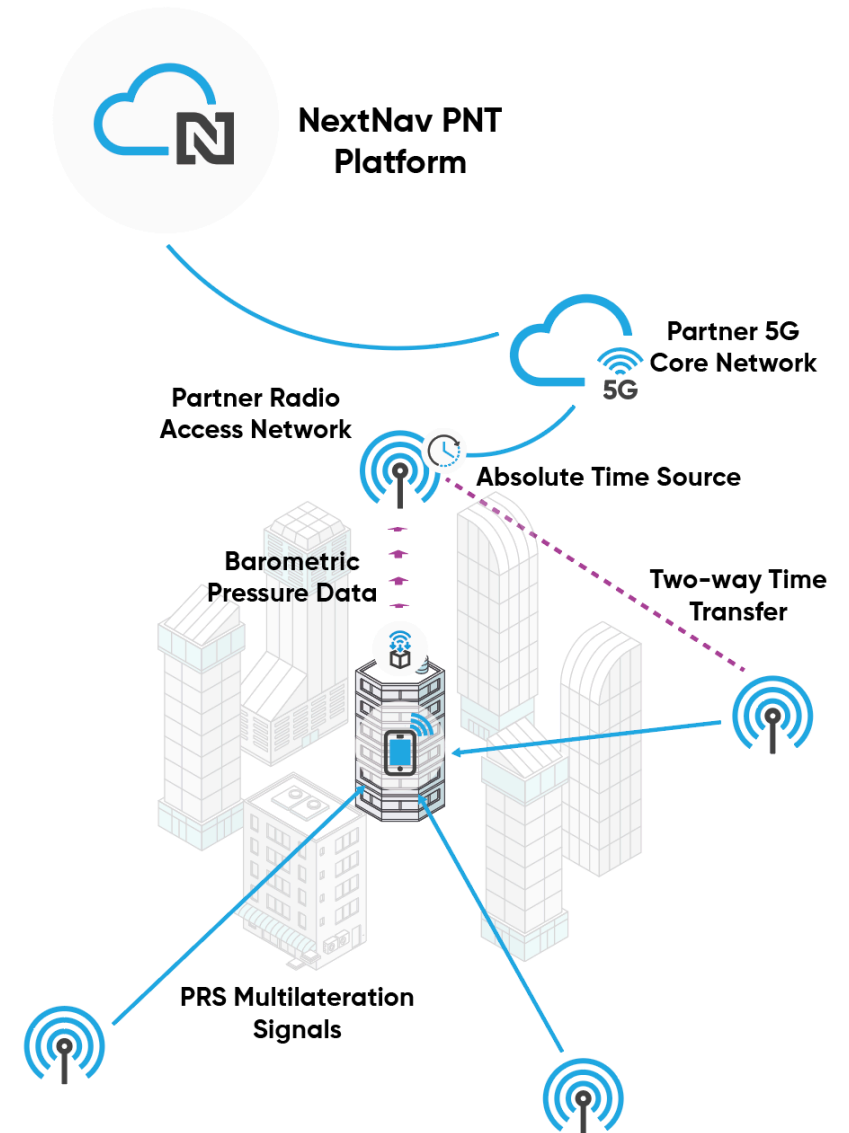 N
NextNav PNT
Platform
Partner 5G
Core Network
5G
Partner Radio
Access Network
Absolute Time Source
Barometric
Pressure Data
Two-way Time
Transfer
PRS Multilateration
Signals